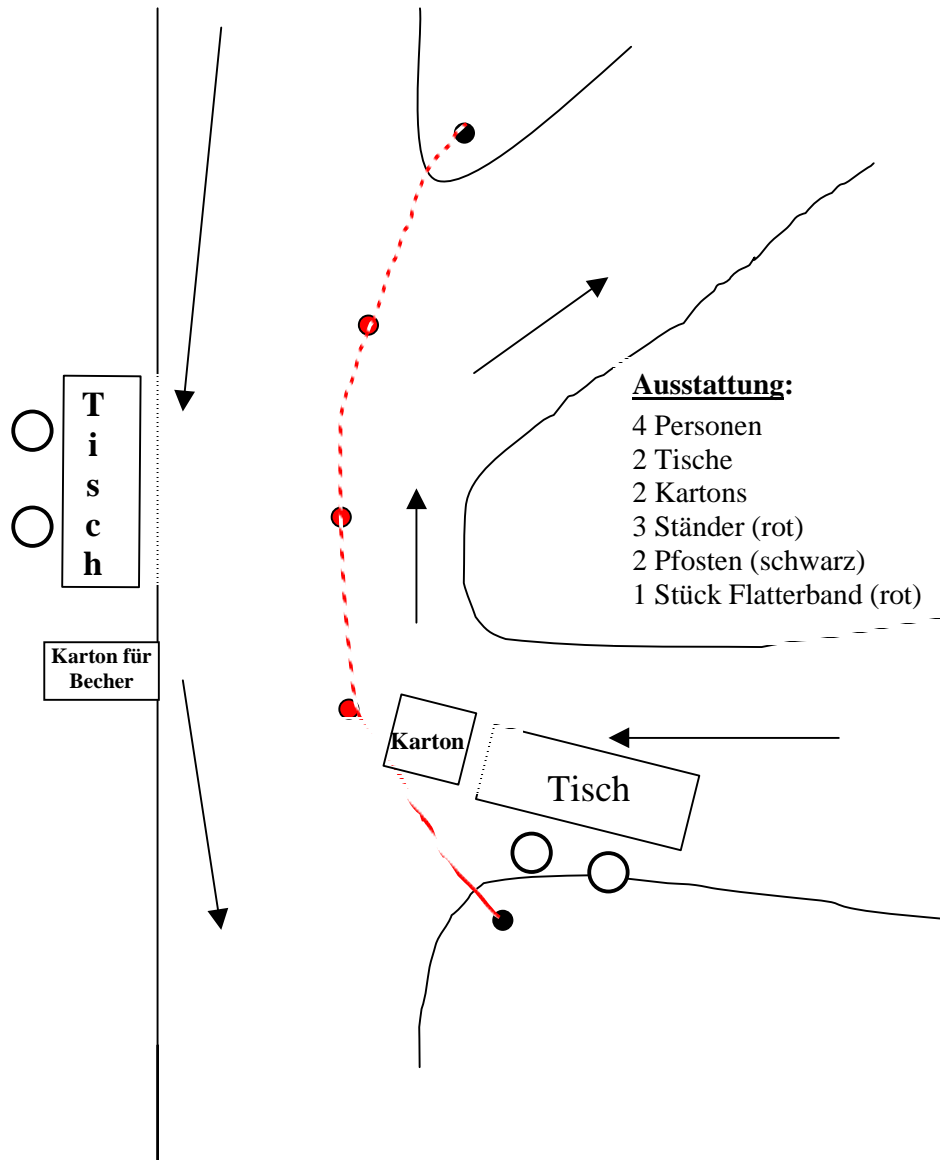 Tisch
Karton für
Becher
Ausstattung:
4 Personen
2 Tische
2 Kartons
3 Ständer (rot)
2 Pfosten (schwarz)
1 Stück Flatterband (rot)
Karton
Tisch